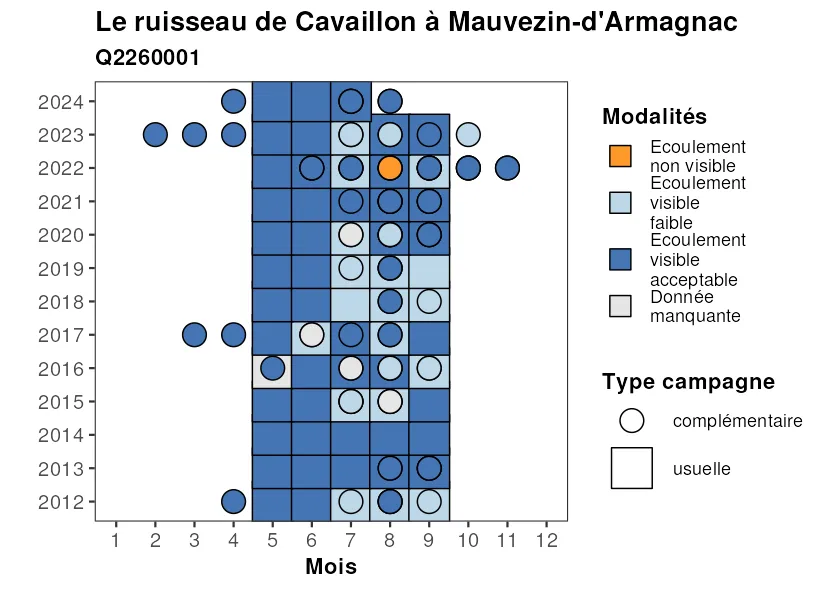 Le ruisseau de Cavaillon à Mauvezin-d'Armagnac
Q2260001
2024
2023
2022
2021
2020
2019
2018
2017
2016
2015
2014
2013
2012
1 2 3 4 5 6 7 8 9 10 11 12
Mois
Modalités
Ecoulement
non visible
Ecoulement
visible
faible
Ecoulement
visible
acceptable
Donnée
manquante
Type campagne
complémentaire
usuelle